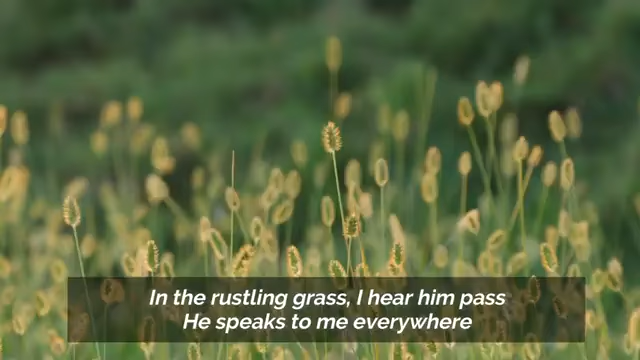 In the rustling grass, I hear him pass
He speaks to me everywhere